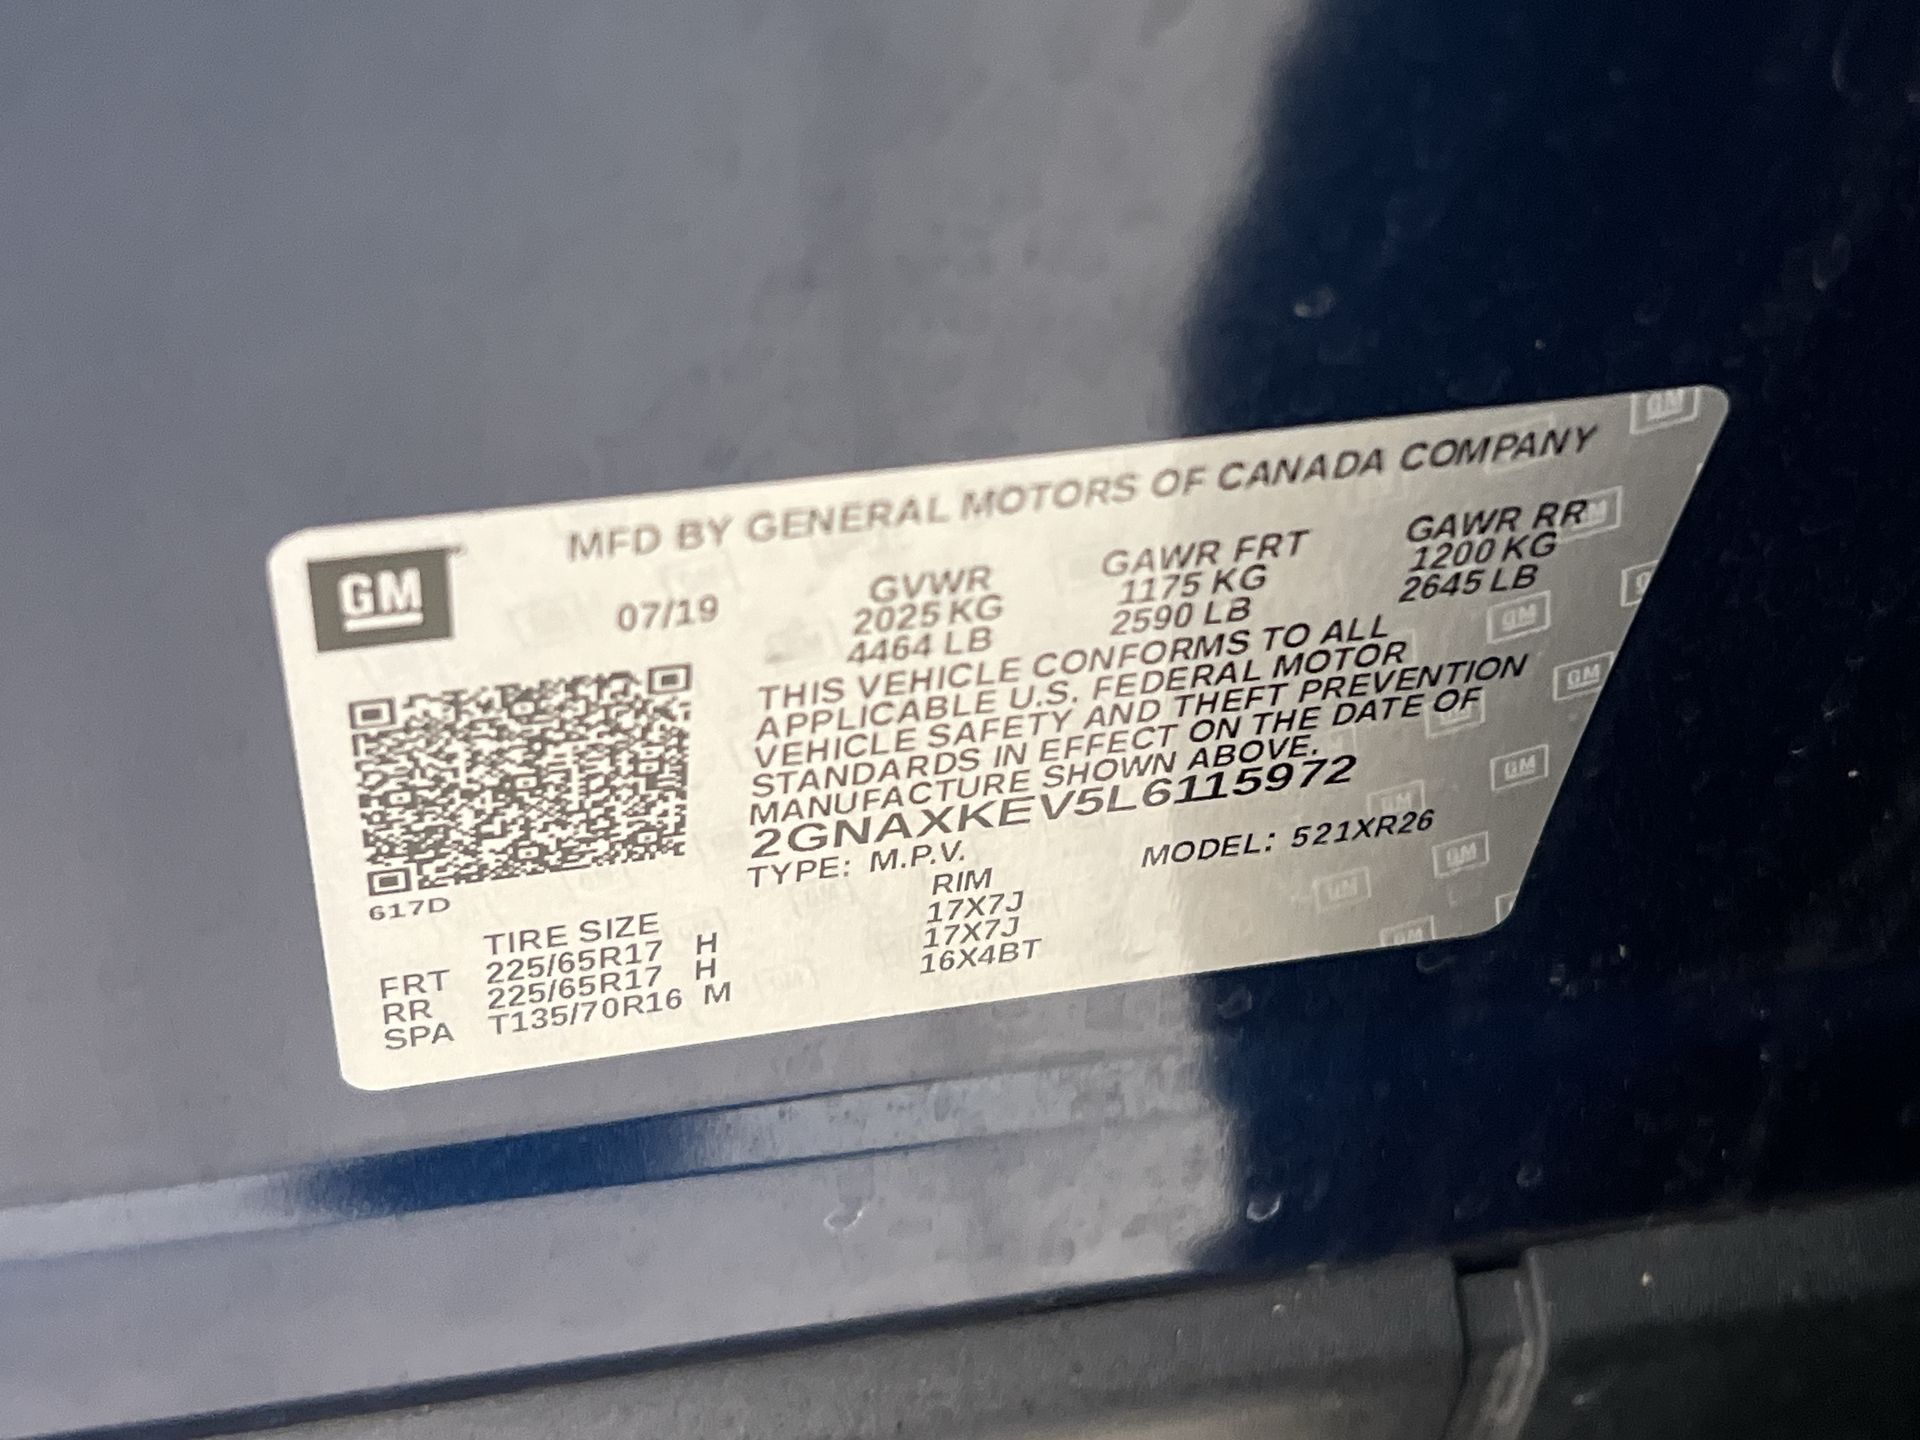 MFD BY GENERAL MOTORS OF CANADA COMPANY
GM
07/19
GVWR GAWR FRT GAWR RR
2025 KG 1175 KG 1200 KG
4464 LB 2590 LB 2645 LB
THIS VEHICLE CONFORMS TO ALL
APPLICABLE U.S. FEDERAL MOTOR
VEHICLE SAFETY AND THEFT PREVENTION
STANDARDS IN EFFECT ON THE DATE OF
MANUFACTURE SHOWN ABOVE.
2GNAXKEV5L6115972
TYPE: M.P.V. MODEL: 521XR26
617D
TIRE SIZE RIM
FRT 225/65R17 H 17X7J
RR 225/65R17 H 17X7J
SPA T135/70R16 M 16X4BT